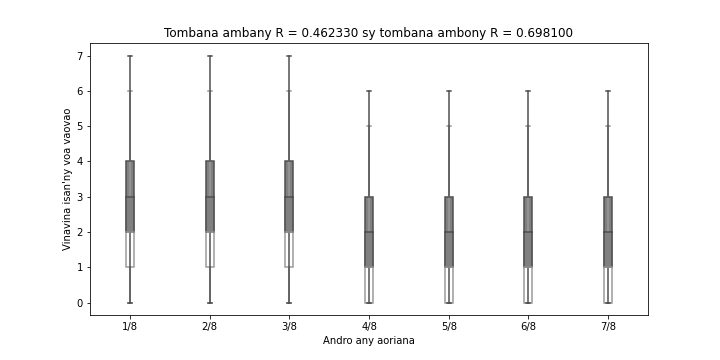 Tombana ambany R = 0.462330 sy tombana ambony R = 0.698100
Vinavina isan'ny voa vaovao
7
6
5
4
3
2
1
0
1/8 2/8 3/8 4/8 5/8 6/8 7/8
Andro any aoriana